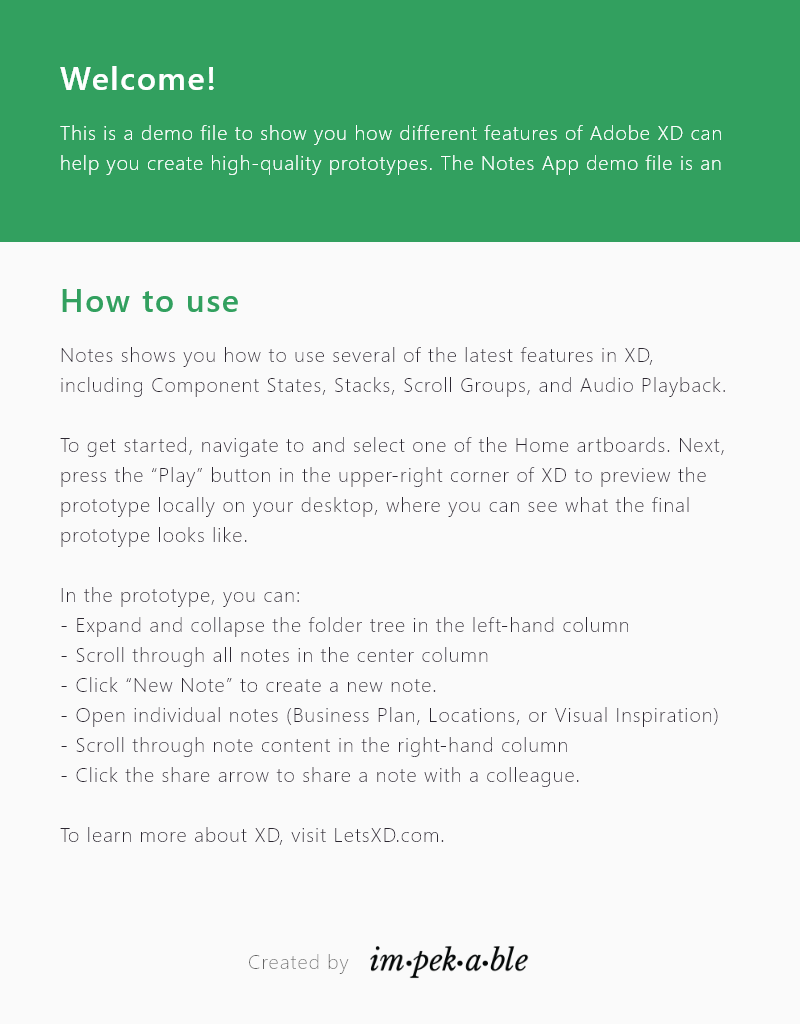 Welcome!
This is a demo file to show you how different features of Adobe XD can
help you create high-quality prototypes. The Notes App demo file is an
How to use
Notes shows you how to use several of the latest features in XD,
including Component States, Stacks, Scroll Groups, and Audio Playback.
To get started, navigate to and select one of the Home artboards. Next,
press the “Play” button in the upper-right corner of XD to preview the
prototype locally on your desktop, where you can see what the final
prototype looks like.
In the prototype, you can:
- Expand and collapse the folder tree in the left-hand column
- Scroll through all notes in the center column
- Click “New Note” to create a new note.
- Open individual notes (Business Plan, Locations, or Visual Inspiration)
- Scroll through note content in the right-hand column
- Click the share arrow to share a note with a colleague.
To learn more about XD, visit LetsXD.com.
Created by im•pek•a•ble